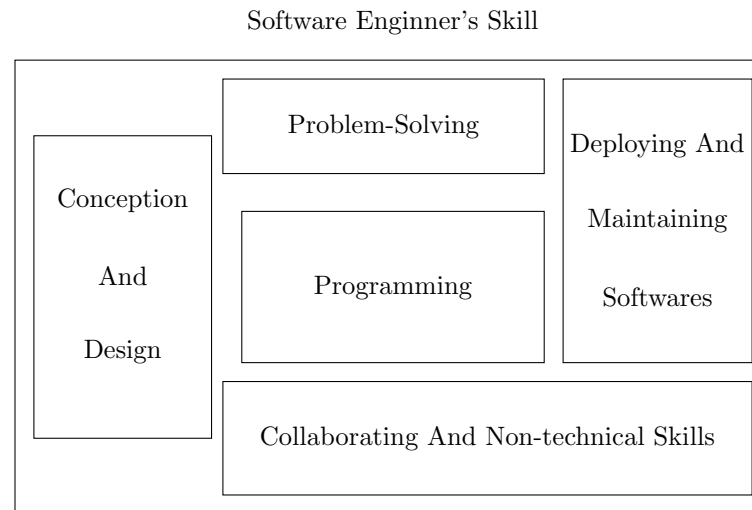 Software Enginner's Skill
Conception
And
Design
Problem-Solving
Programming
Deploying And
Maintaining
Softwares
Collaborating And Non-technical Skills